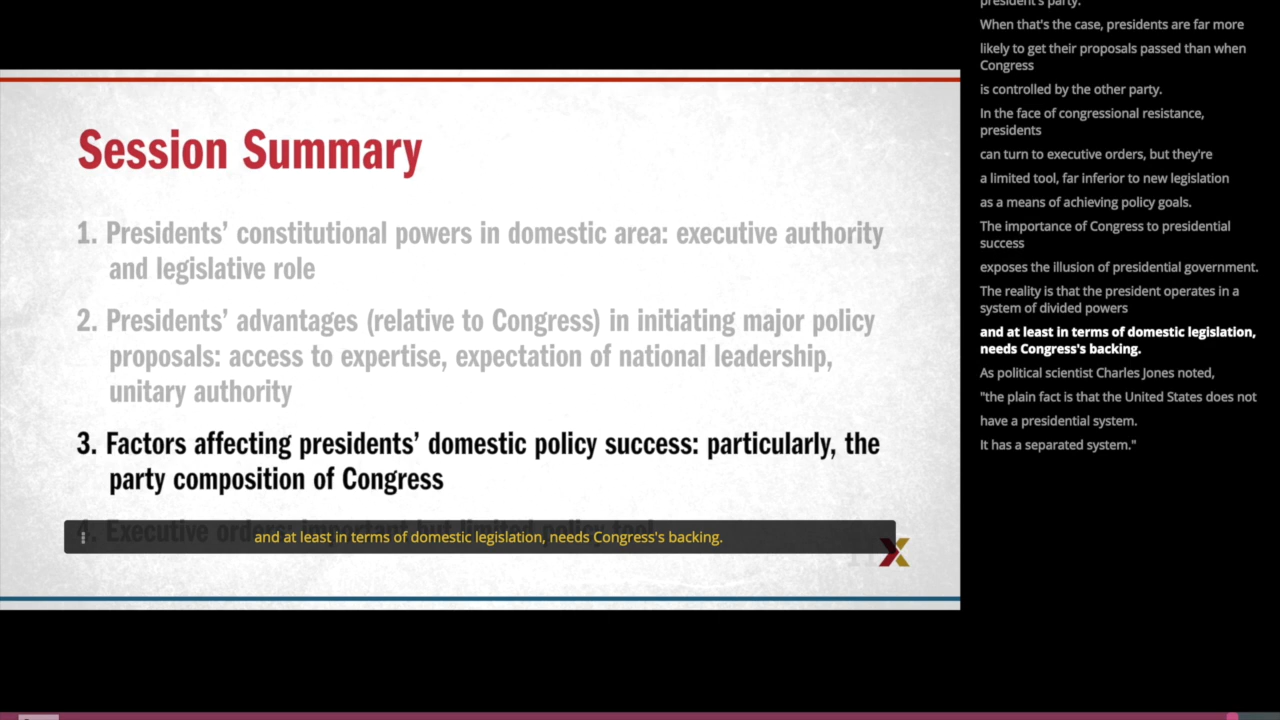 Session Summary
1. Presidents' constitutional powers in domestic area: executive authority
and legislative role
2. Presidents' advantages (relative to Congress) in initiating major policy
proposals: access to expertise, expectation of national leadership,
unitary authority
3. Factors affecting presidents' domestic policy success: particularly, the
party composition of Congress
4. Executive orders: important but limited policy tool
and at least in terms of domestic legislation, needs Congress's backing.
president's party.
When that's the case, presidents are far more
likely to get their proposals passed than when
Congress
is controlled by the other party.
In the face of congressional resistance,
presidents
can turn to executive orders, but they're
a limited tool, far inferior to new legislation
as a means of achieving policy goals.
The importance of Congress to presidential
success
exposes the illusion of presidential government.
The reality is that the president operates in a
system of divided powers
and at least in terms of domestic legislation,
needs Congress's backing.
As political scientist Charles Jones noted,
"the plain fact is that the United States does not
have a presidential system.
It has a separated system."